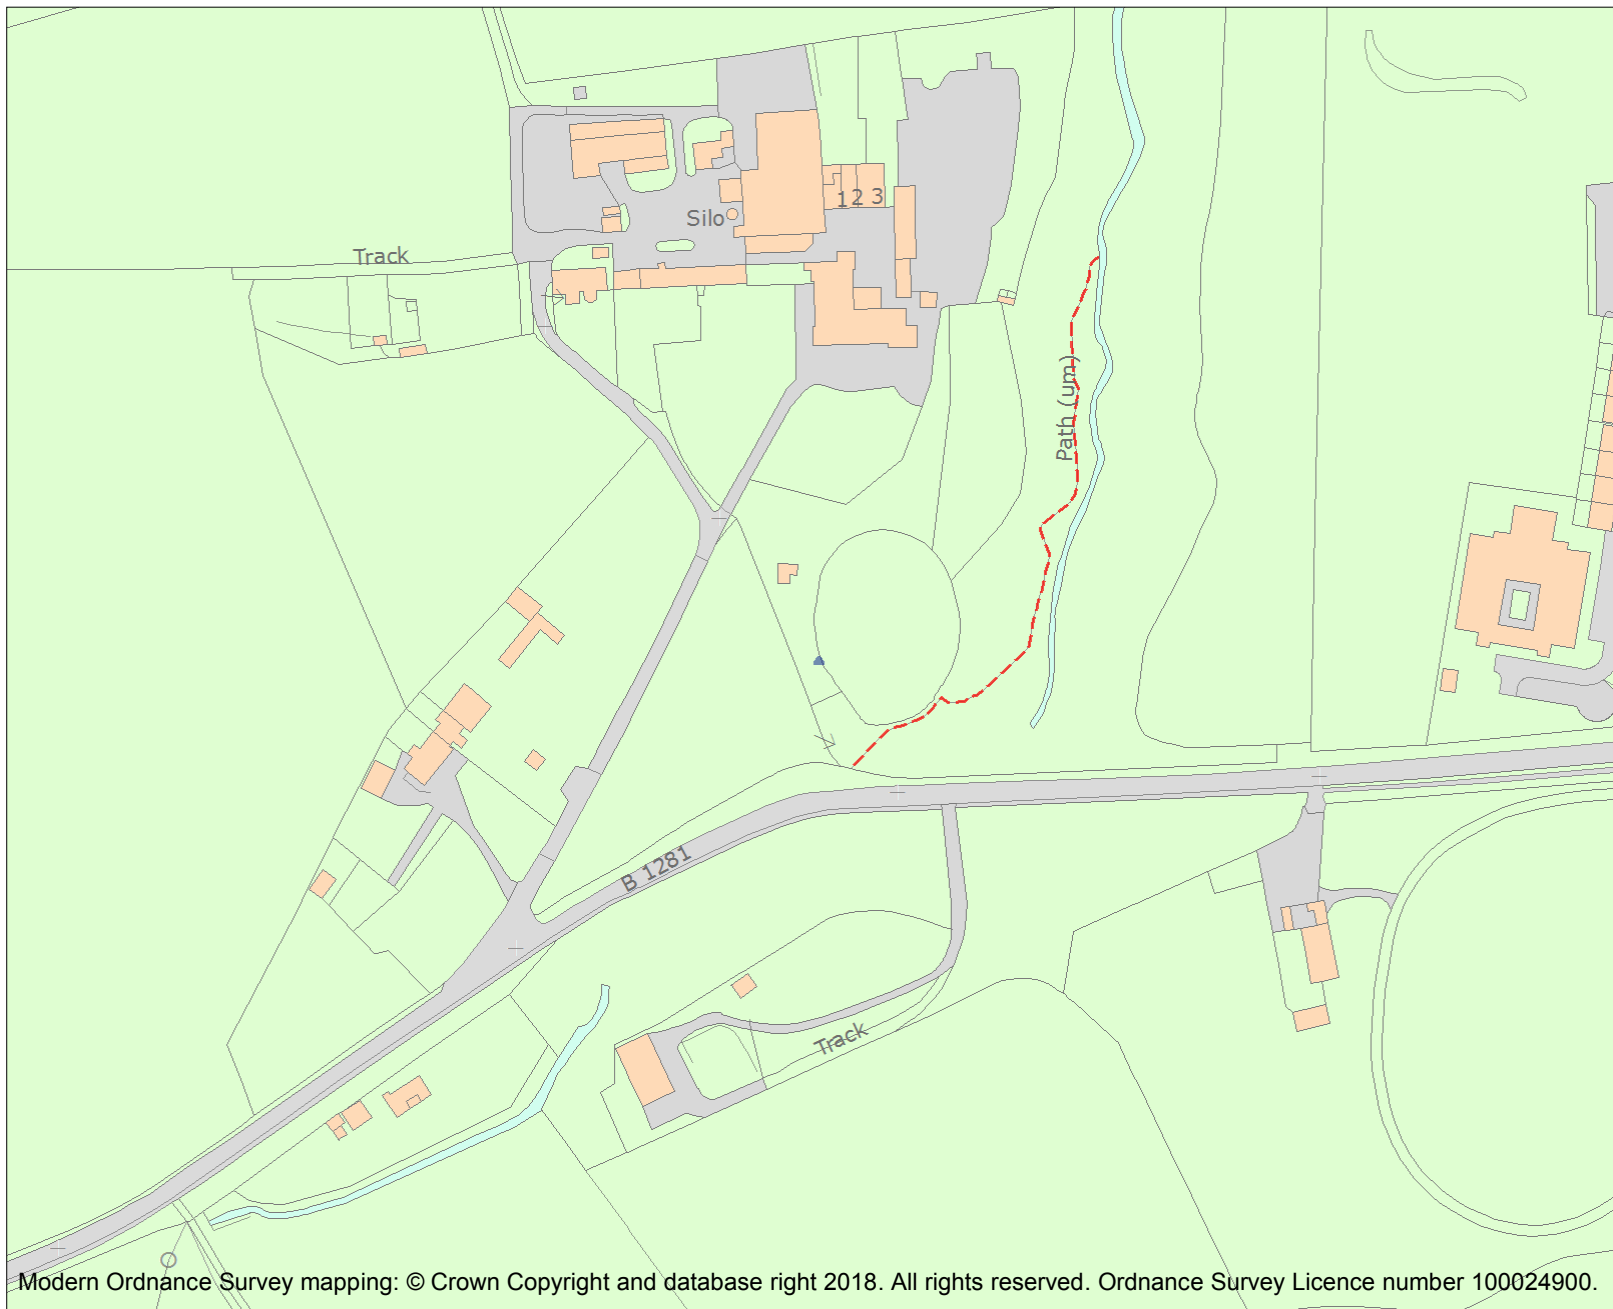 1 2 3
Silo
Track
Path (um)
B 1281
Track
Modern Ordnance Survey mapping: © Crown Copyright and database right 2018. All rights reserved. Ordnance Survey Licence number 100024900.